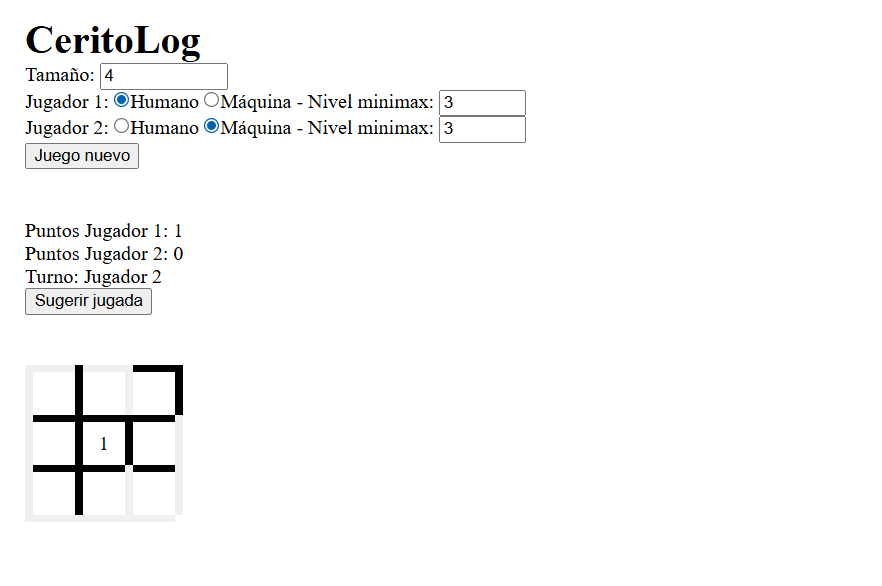 CeritoLog
Tamaño: 4
Jugador 1: Humano Máquina - Nivel minimax: 3
Jugador 2: Humano Máquina - Nivel minimax: 3
Juego nuevo
Puntos Jugador 1: 1
Puntos Jugador 2: 0
Turno: Jugador 2
Sugerir jugada
1